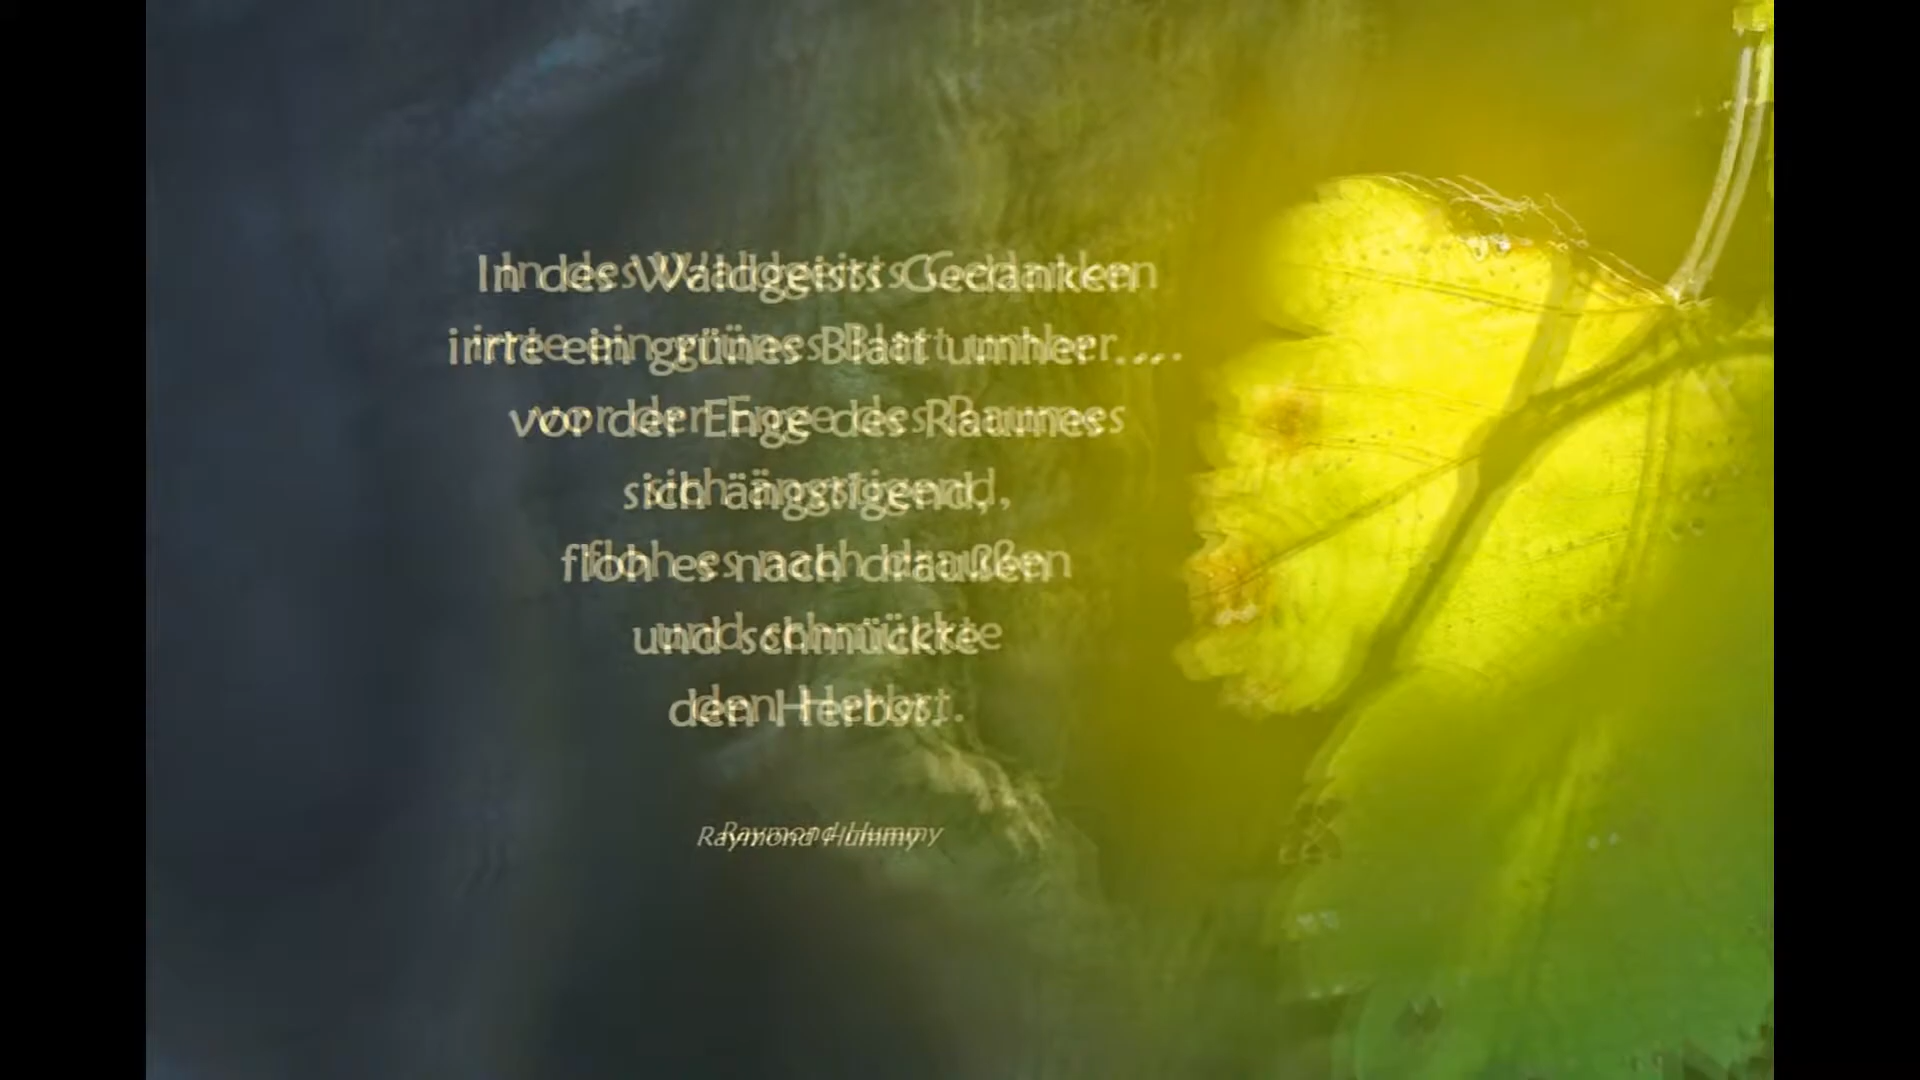 In des Waldgeists Gedanken
irrte ein grünes Blatt umher....
vor der Enge des Raumes
sich ängstigend,
floh es nach draußen
und schmückte
den Herbst.
Raymond Hummy